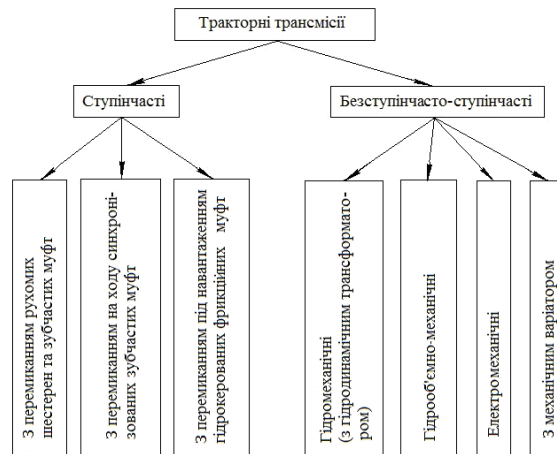 Тракторні трансмісії
Ступінчасті
Безступінчасто-ступінчасті
З перемиканням рухомих
шестерен та зубчастих муфт
З перемиканням на ходу синхроні-
зованих зубчастих муфт
З перемиканням під навантаженням
гідрокерованих фрикційних муфт
Гідромеханічні
(з гідродинамічним трансформато-
ром)
Гідрооб'ємно-механічні
Електромеханічні
З механічним варіатором